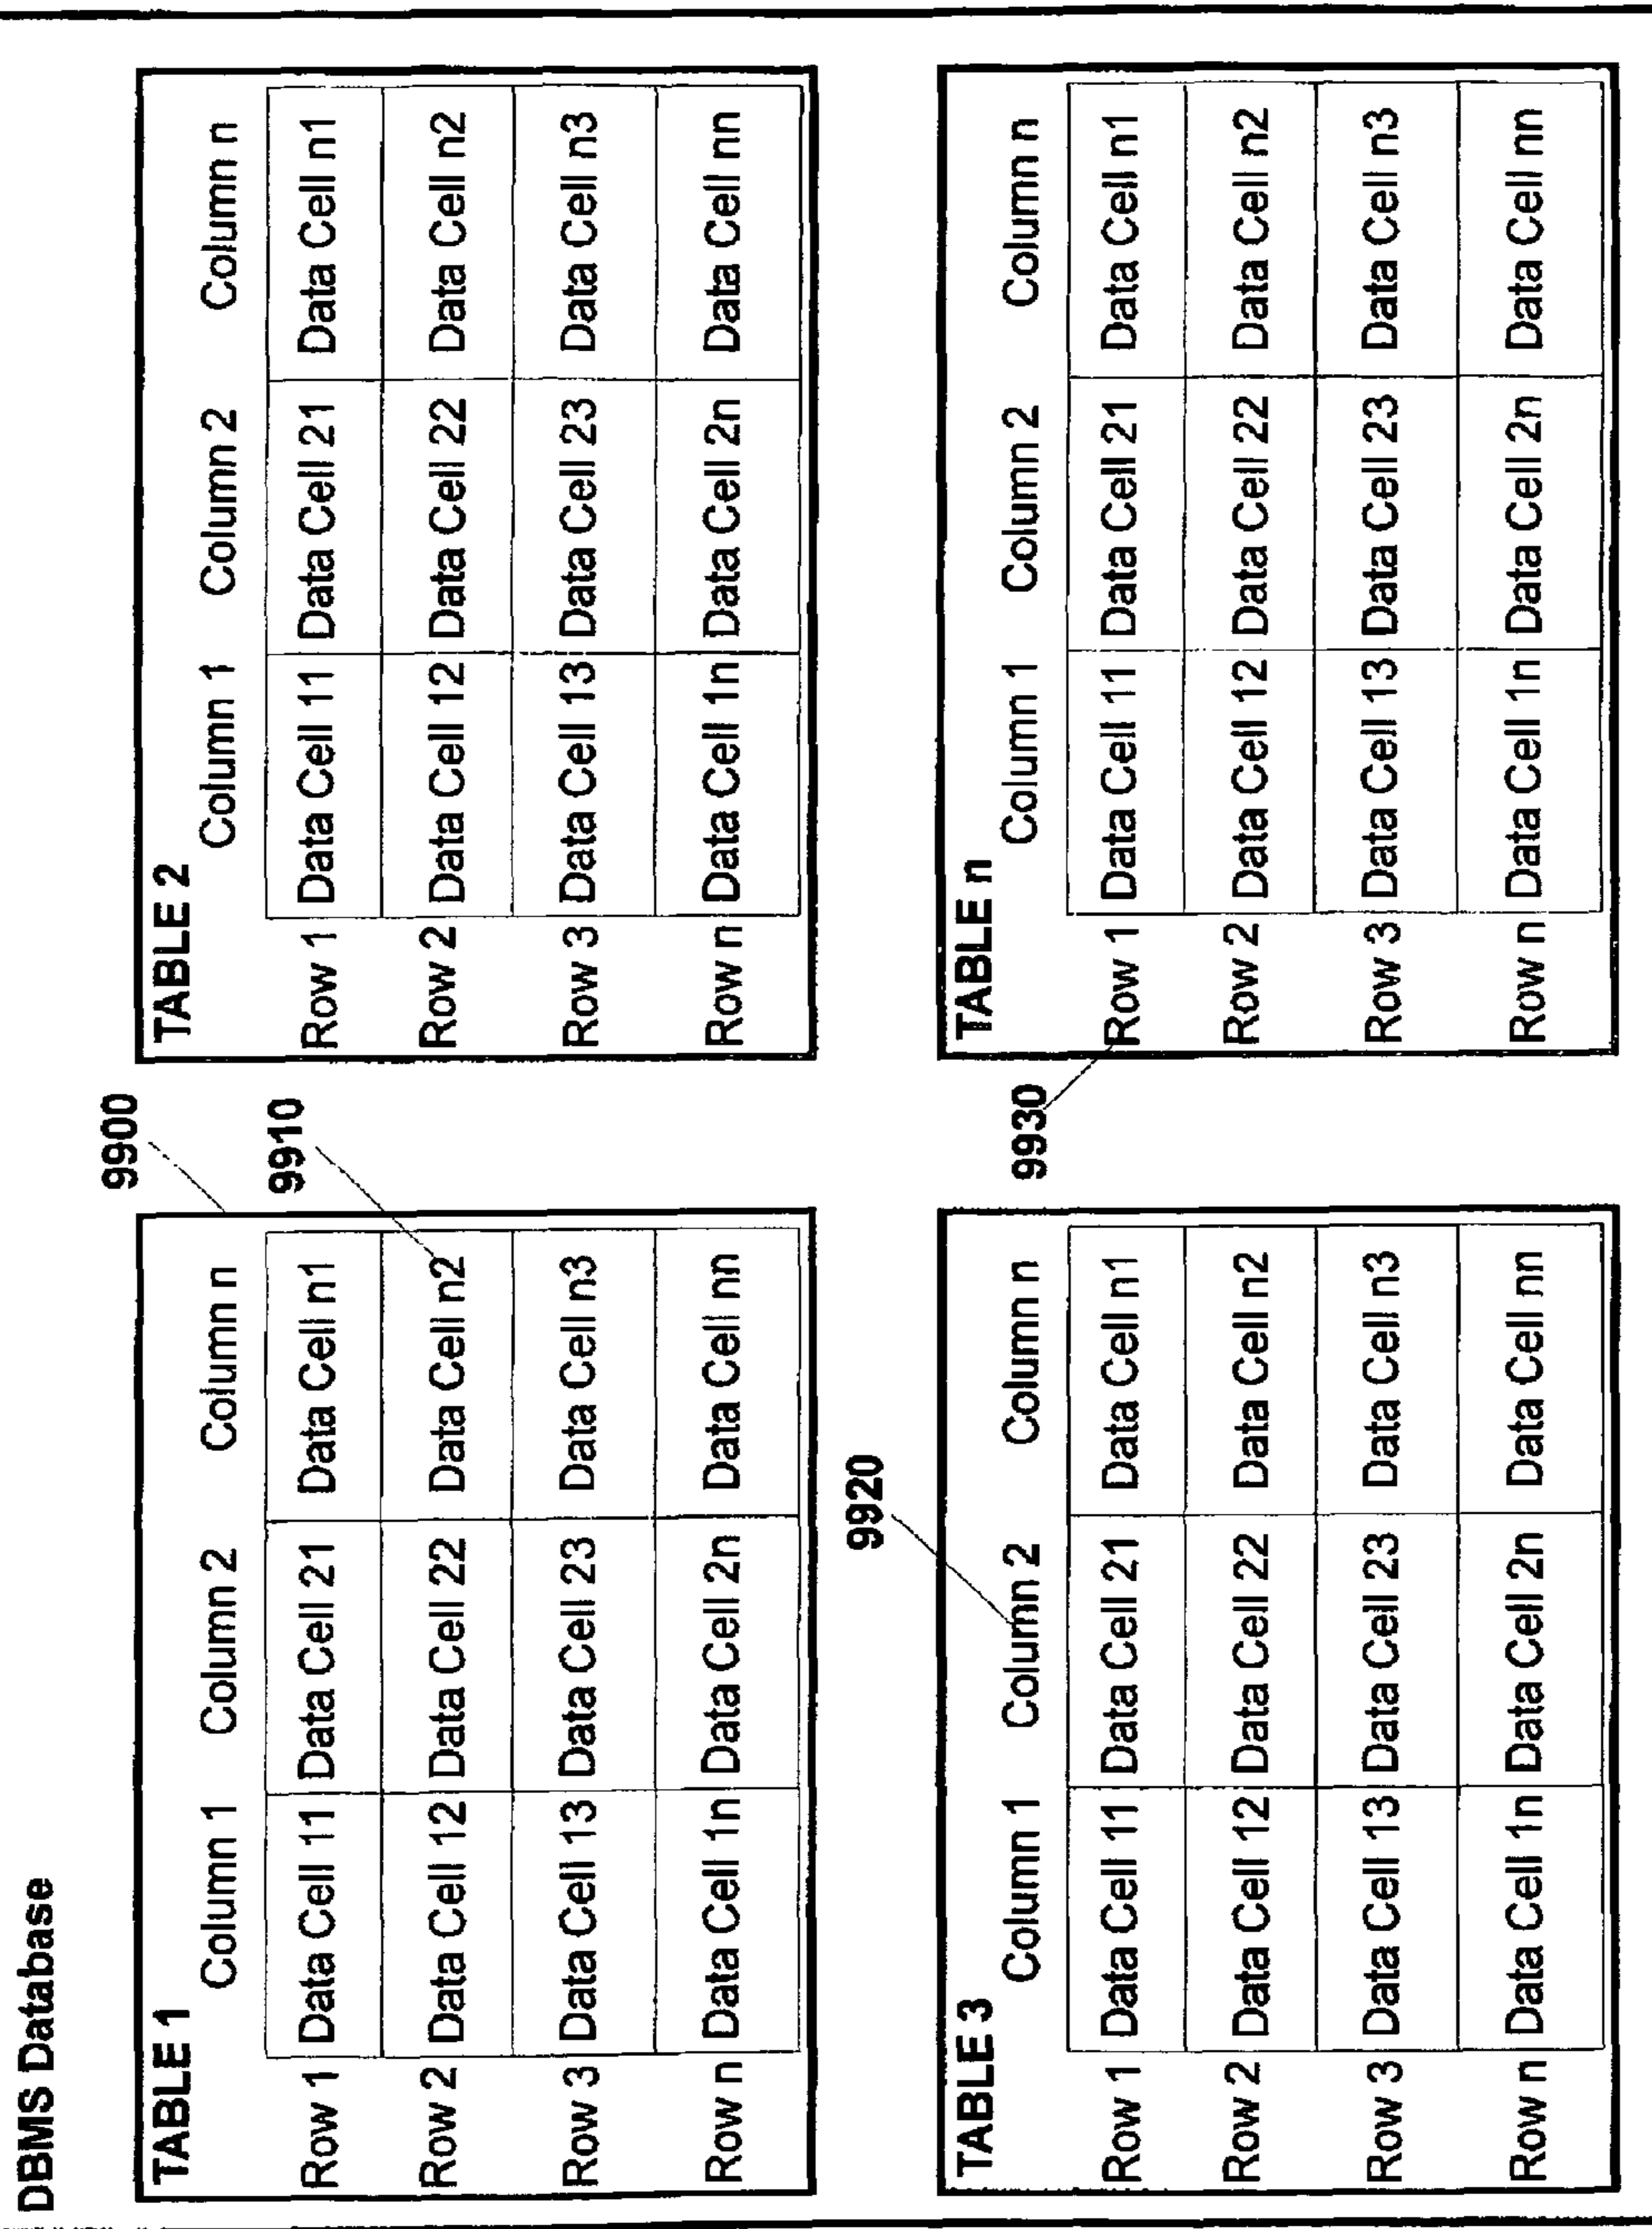 DBMS Database
9900
TABLE 1
Column 1 Column 2 Column n
Row 1 Data Cell 11 Data Cell 21 Data Cell n1
Row 2 Data Cell 12 Data Cell 22 Data Cell n2
Row 3 Data Cell 13 Data Cell 23 Data Cell n3
Row n Data Cell 1n Data Cell 2n Data Cell nn
9910
TABLE 2
Column 1 Column 2 Column n
Row 1 Data Cell 11 Data Cell 21 Data Cell n1
Row 2 Data Cell 12 Data Cell 22 Data Cell n2
Row 3 Data Cell 13 Data Cell 23 Data Cell n3
Row n Data Cell 1n Data Cell 2n Data Cell nn
9920
TABLE 3
Column 1 Column 2 Column n
Row 1 Data Cell 11 Data Cell 21 Data Cell n1
Row 2 Data Cell 12 Data Cell 22 Data Cell n2
Row 3 Data Cell 13 Data Cell 23 Data Cell n3
Row n Data Cell 1n Data Cell 2n Data Cell nn
9930
TABLE n
Column 1 Column 2 Column n
Row 1 Data Cell 11 Data Cell 21 Data Cell n1
Row 2 Data Cell 12 Data Cell 22 Data Cell n2
Row 3 Data Cell 13 Data Cell 23 Data Cell n3
Row n Data Cell 1n Data Cell 2n Data Cell nn